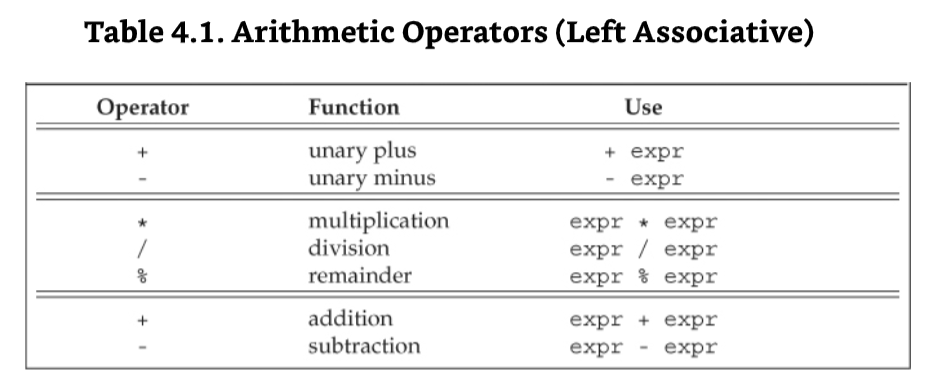 Table 4.1. Arithmetic Operators (Left Associative)
Operator Function Use
+ unary plus + expr
- unary minus - expr
* multiplication expr * expr
/ division expr / expr
% remainder expr % expr
+ addition expr + expr
- subtraction expr - expr